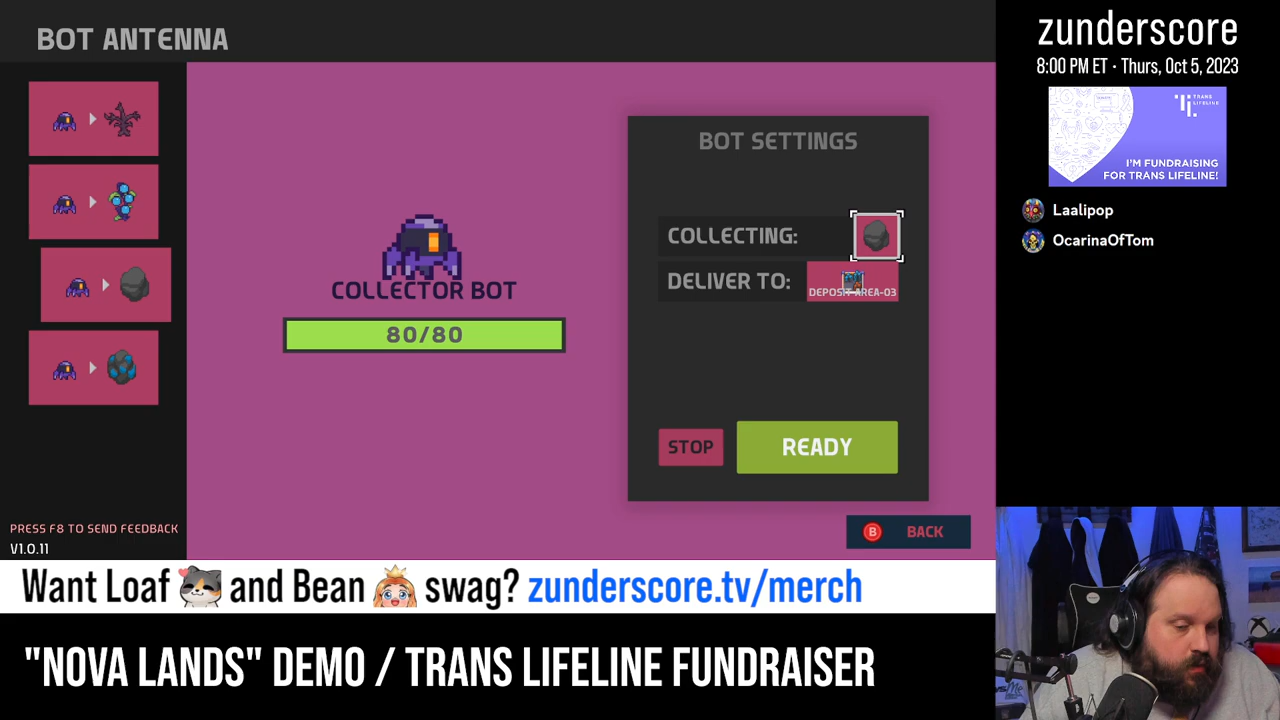 BOT ANTENNA
BOT SETTINGS
COLLECTING:
DELIVER TO:
DEPOSIT AREA-03
COLLECTOR BOT
80/80
STOP
READY
B BACK
PRESS F8 TO SEND FEEDBACK
V1.0.11
Want Loaf and Bean swag? zunderscore.tv/merch
"NOVA LANDS" DEMO / TRANS LIFELINE FUNDRAISER
zunderscore
8:00 PM ET · Thurs, Oct 5, 2023
TRANS
LIFELINE
I'M FUNDRAISING
FOR TRANS LIFELINE!
Laalipop
OcarinaOfTom